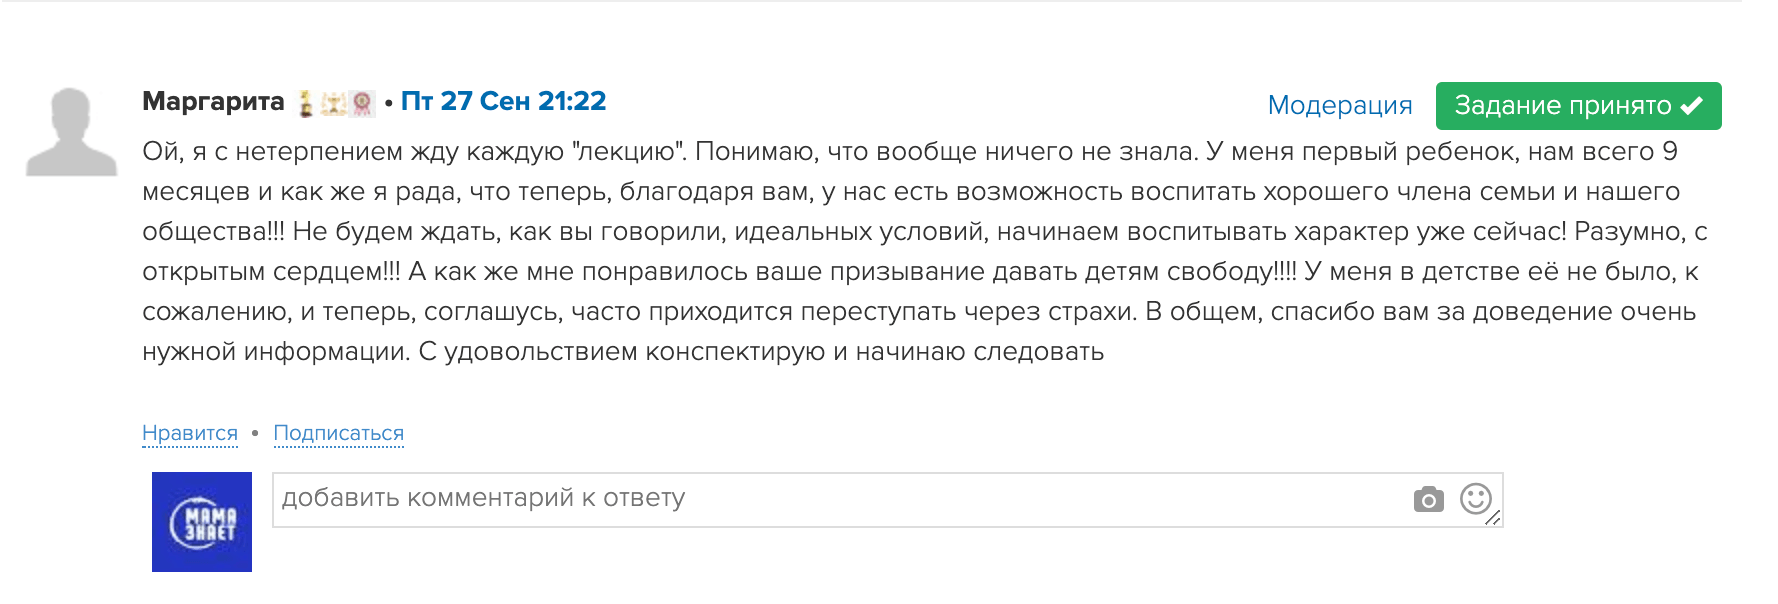 Маргарита • Пт 27 Сен 21:22
Модерация
Задание принято
Ой, я с нетерпением жду каждую "лекцию". Понимаю, что вообще ничего не знала. У меня первый ребенок, нам всего 9
месяцев и как же я рада, что теперь, благодаря вам, у нас есть возможность воспитать хорошего члена семьи и нашего
общества!!! Не будем ждать, как вы говорили, идеальных условий, начинаем воспитывать характер уже сейчас! Разумно, с
открытым сердцем!!! А как же мне понравилось ваше призывание давать детям свободу!!!! У меня в детстве её не было, к
сожалению, и теперь, соглашусь, часто приходится переступать через страхи. В общем, спасибо вам за доведение очень
нужной информации. С удовольствием конспектирую и начинаю следовать
Нравится • Подписаться
МАМА
ЗНАЕТ
добавить комментарий к ответу